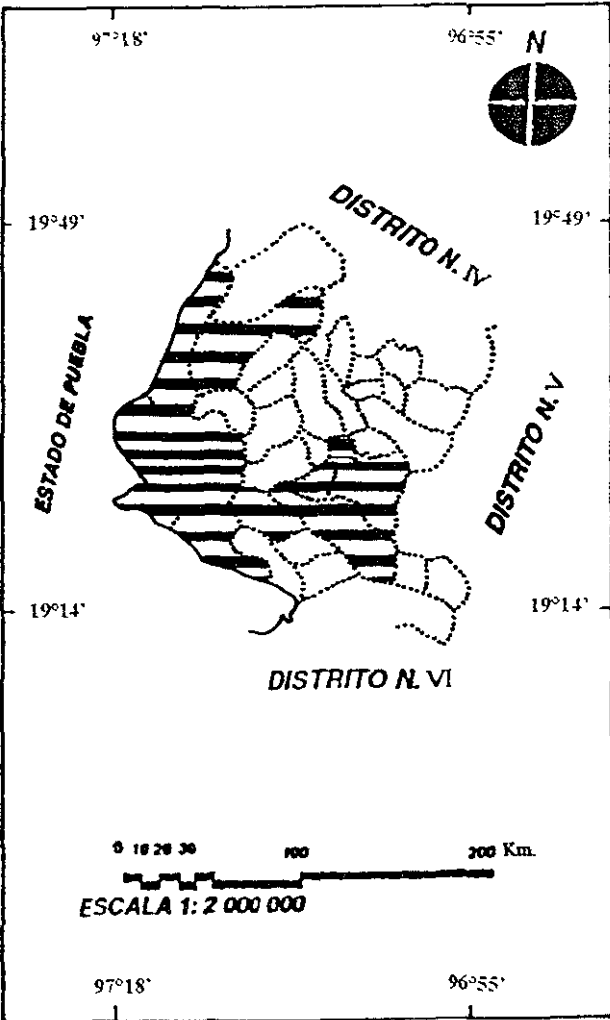 97°18' 96°55'
N
19°49' DISTRITO N. IV 19°49'
ESTADO DE PUEBLA
DISTRITO N. V
19°14' 19°14'
DISTRITO N. VI
0 10 20 30 100 200 Km.
ESCALA 1: 2 000 000
97°18' 96°55'